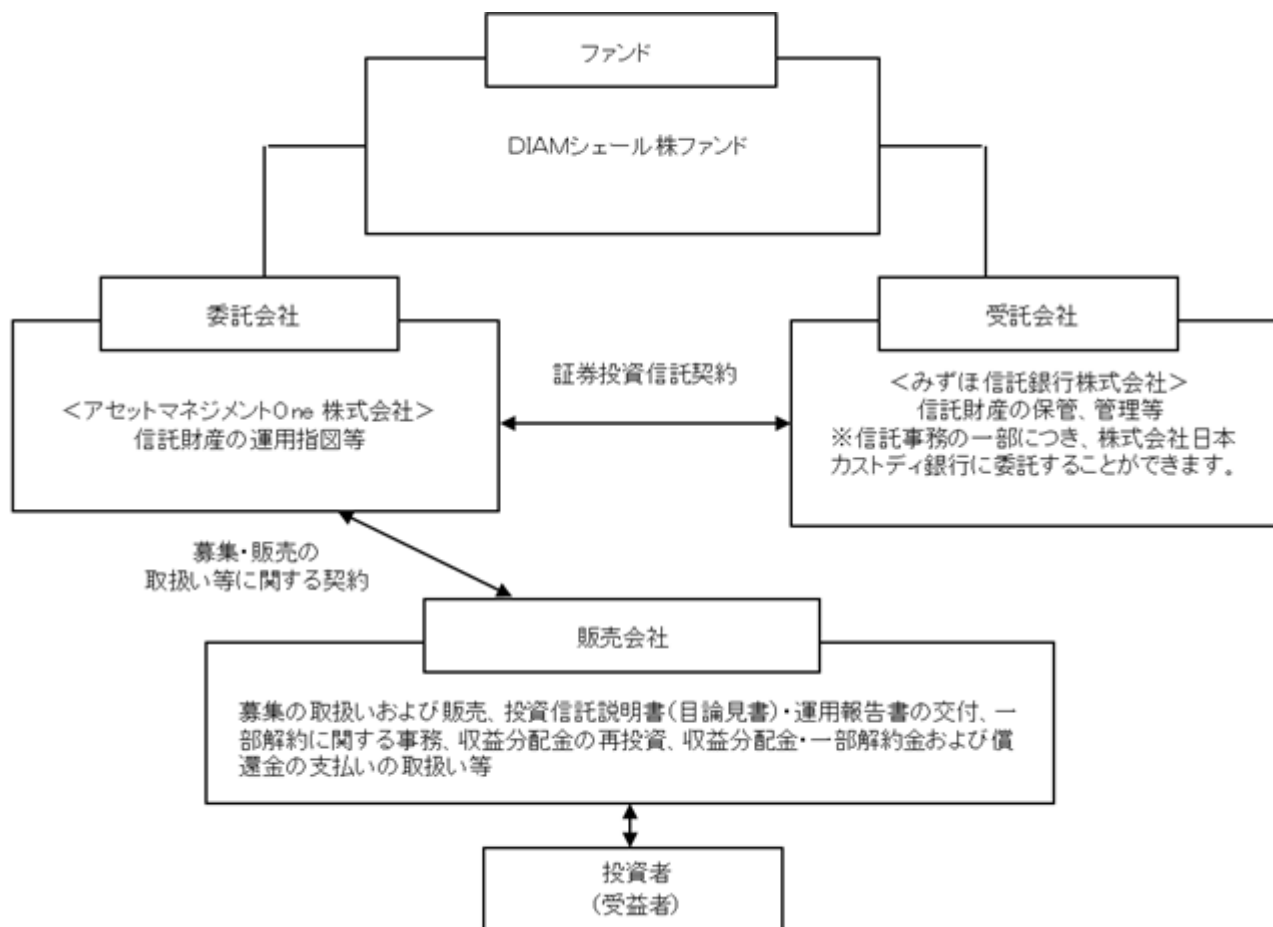 ファンド
DIAMシェール株ファンド
委託会社
<アセットマネジメントOne 株式会社>
信託財産の運用指図等
証券投資信託契約
受託会社
<みずほ信託銀行株式会社>
信託財産の保管、管理等
※信託事務の一部につき、株式会社日本
カストディ銀行に委託することができます。
募集・販売の
取扱い等に関する契約
販売会社
募集の取扱いおよび販売、投資信託説明書(目論見書)・運用報告書の交付、一
部解約に関する事務、収益分配金の再投資、収益分配金・一部解約金および償
還金の支払いの取扱い等
投資者
(受益者)